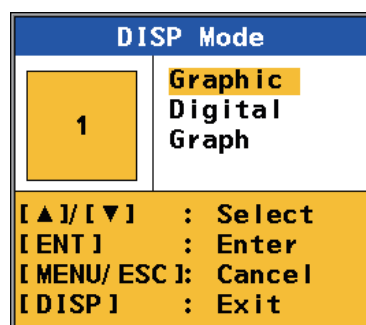 DISP Mode
1
Graphic
Digital
Graph
[▲]/[▼] : Select
[ENT] : Enter
[MENU/ESC]: Cancel
[DISP] : Exit